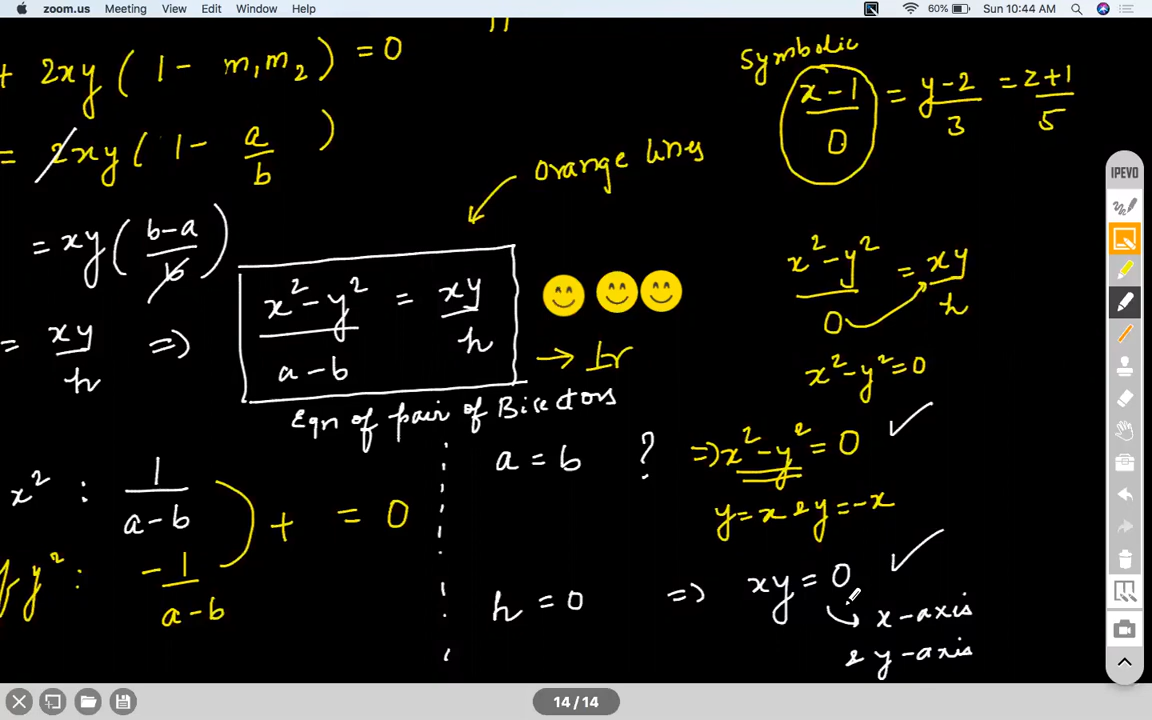 zoom.us Meeting View Edit Window Help 60% Sun 10:44 AM
+ 2xy ( 1 - m₁m₂ ) = 0
= 2xy ( 1 - a/b )
= xy ( b-a / b )
= xy/h ⇒
x² - y² / a-b = xy/h
orange lines
→ ⊥r
Eqn of pair of Bisectors
x² : 1/a-b
y² : -1/a-b
+ = 0
Symbolic
x-1/0 = y-2/3 = z+1/5
x²-y²/0 = xy/h
x²-y²=0
a = b ? ⇒ x²-y² = 0 ✓
y=x & y=-x
h = 0 ⇒ xy = 0 ✓
x-axis
& y-axis
IPEVO
14/14